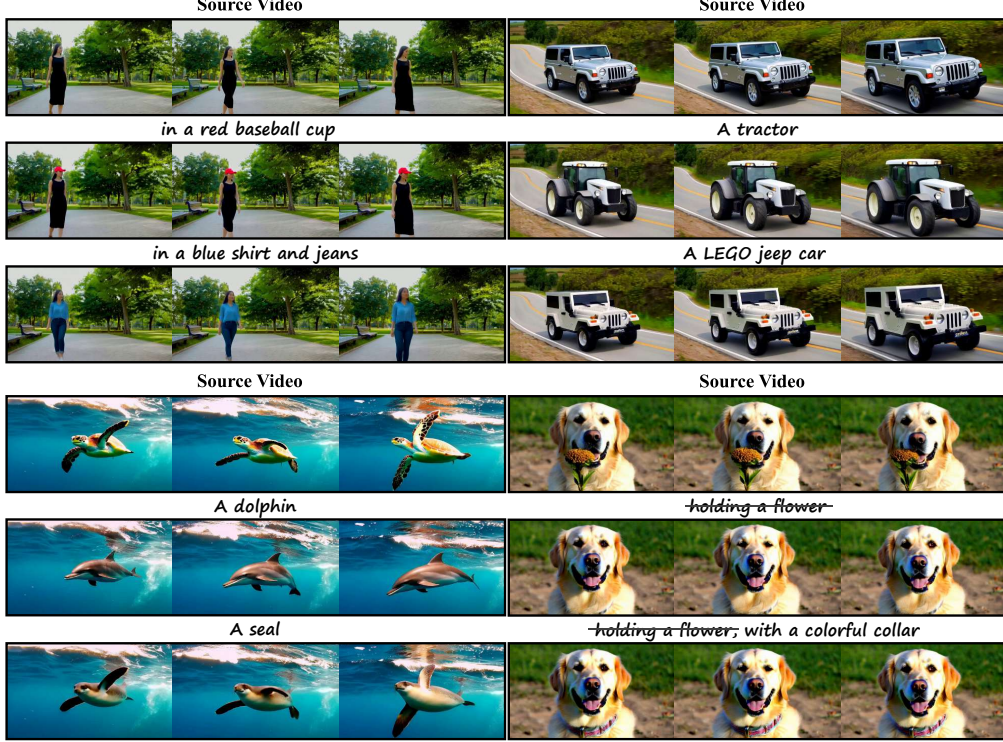 Source Video
Source Video
in a red baseball cup
A tractor
in a blue shirt and jeans
A LEGO jeep car
Source Video
Source Video
A dolphin
holding a flower
A seal
holding a flower, with a colorful collar